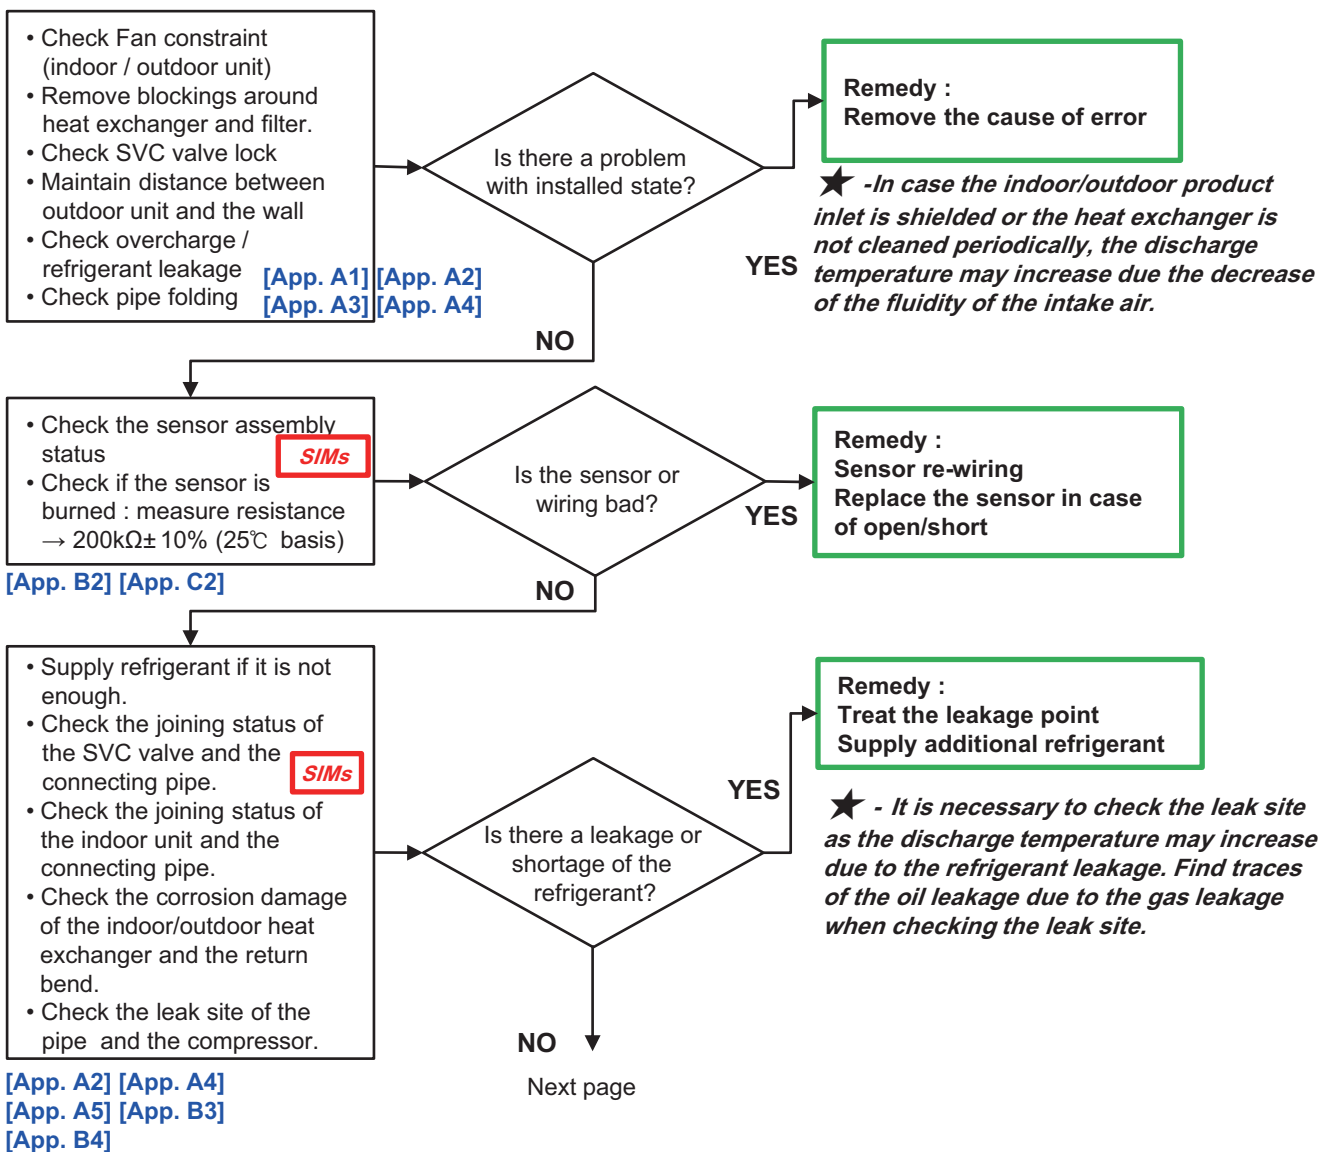 • Check Fan constraint
(indoor / outdoor unit)
• Remove blockings around
heat exchanger and filter.
• Check SVC valve lock
• Maintain distance between
outdoor unit and the wall
• Check overcharge /
refrigerant leakage
• Check pipe folding
[App. A1] [App. A2]
[App. A3] [App. A4]
Is there a problem
with installed state?
YES
Remedy :
Remove the cause of error
★ -In case the indoor/outdoor product
inlet is shielded or the heat exchanger is
not cleaned periodically, the discharge
temperature may increase due the decrease
of the fluidity of the intake air.
NO
• Check the sensor assembly
status
SIMs
• Check if the sensor is
burned : measure resistance
→ 200kΩ± 10% (25℃ basis)
[App. B2] [App. C2]
Is the sensor or
wiring bad?
YES
Remedy :
Sensor re-wiring
Replace the sensor in case
of open/short
NO
• Supply refrigerant if it is not
enough.
• Check the joining status of
the SVC valve and the
connecting pipe.
SIMs
• Check the joining status of
the indoor unit and the
connecting pipe.
• Check the corrosion damage
of the indoor/outdoor heat
exchanger and the return
bend.
• Check the leak site of the
pipe and the compressor.
[App. A2] [App. A4]
[App. A5] [App. B3]
[App. B4]
Is there a leakage or
shortage of the
refrigerant?
YES
Remedy :
Treat the leakage point
Supply additional refrigerant
★ - It is necessary to check the leak site
as the discharge temperature may increase
due to the refrigerant leakage. Find traces
of the oil leakage due to the gas leakage
when checking the leak site.
NO
Next page